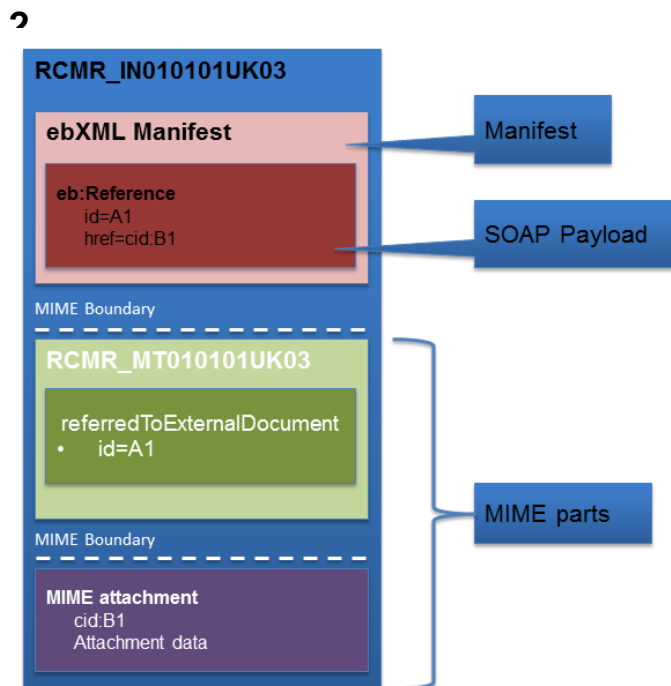 2
RCMR_IN010101UK03
ebXML Manifest
Manifest
eb:Reference
id=A1
href=cid:B1
SOAP Payload
MIME Boundary
RCMR_MT010101UK03
referredToExternalDocument
• id=A1
MIME parts
MIME Boundary
MIME attachment
cid:B1
Attachment data